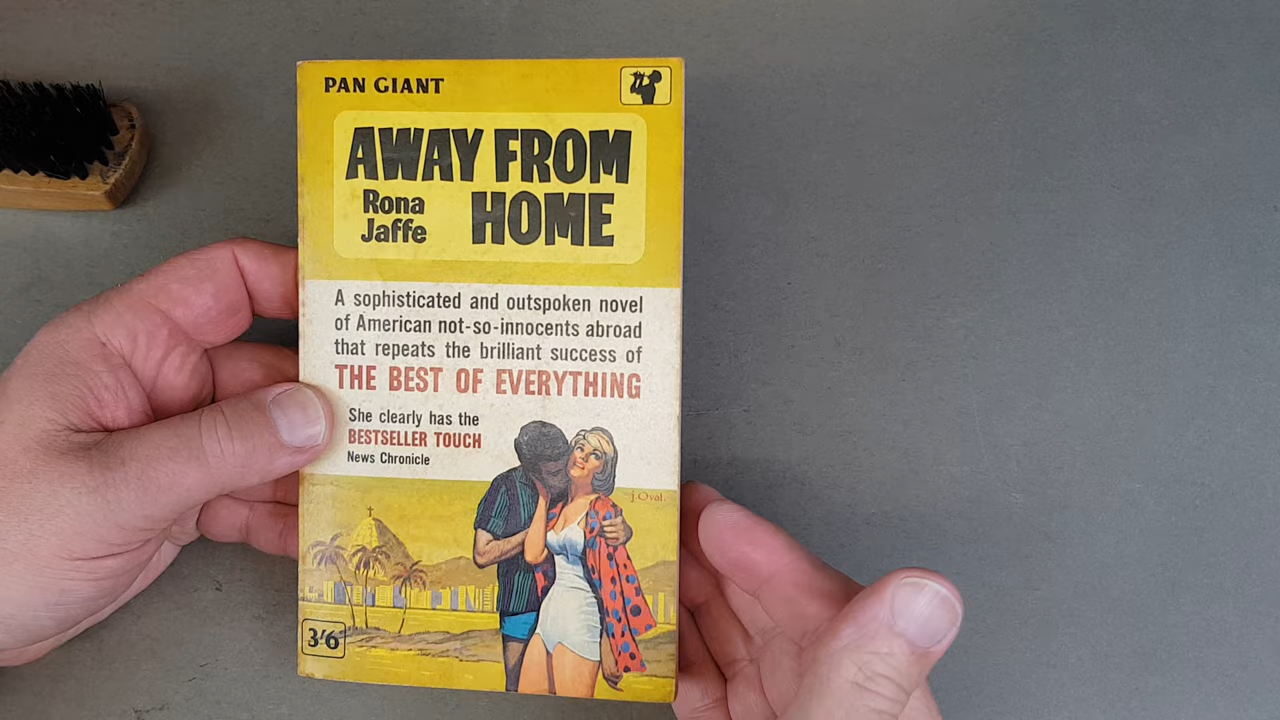 PAN GIANT
AWAY FROM
Rona
Jaffe
HOME
A sophisticated and outspoken novel
of American not-so-innocents abroad
that repeats the brilliant success of
THE BEST OF EVERYTHING
She clearly has the
BESTSELLER TOUCH
News Chronicle
j.Oval.
3'6